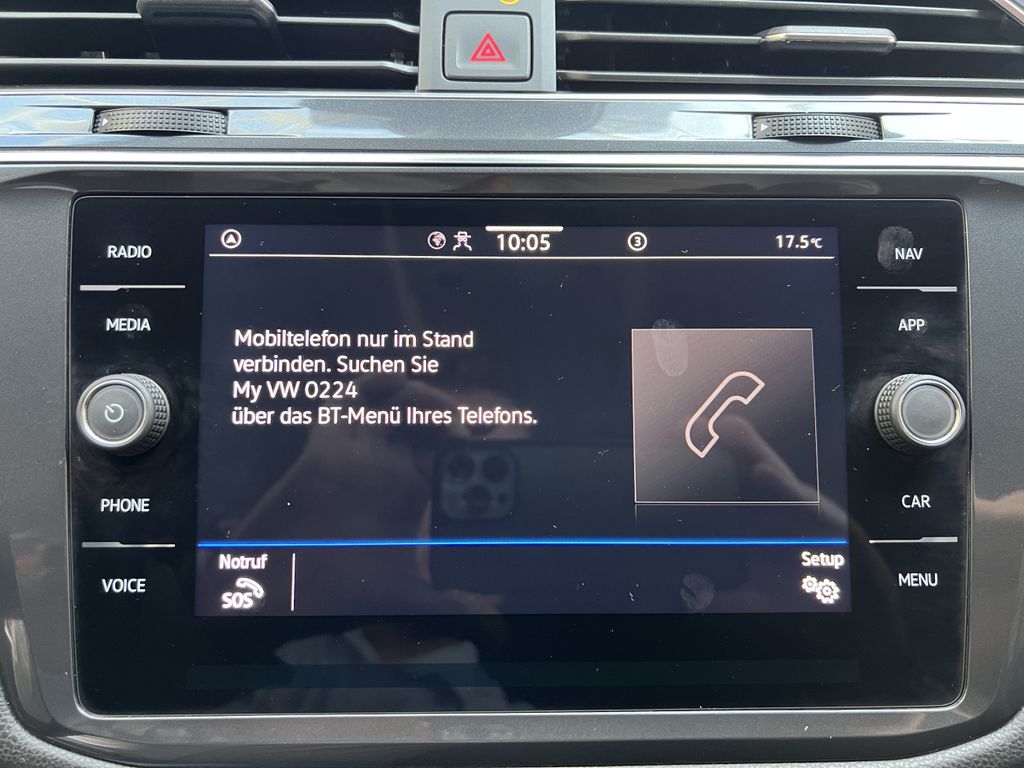 RADIO
MEDIA
PHONE
VOICE
10:05
3
17.5°C
Mobiltelefon nur im Stand
verbinden. Suchen Sie
My VW 0224
über das BT-Menü Ihres Telefons.
Notruf
SOS
Setup
NAV
APP
CAR
MENU